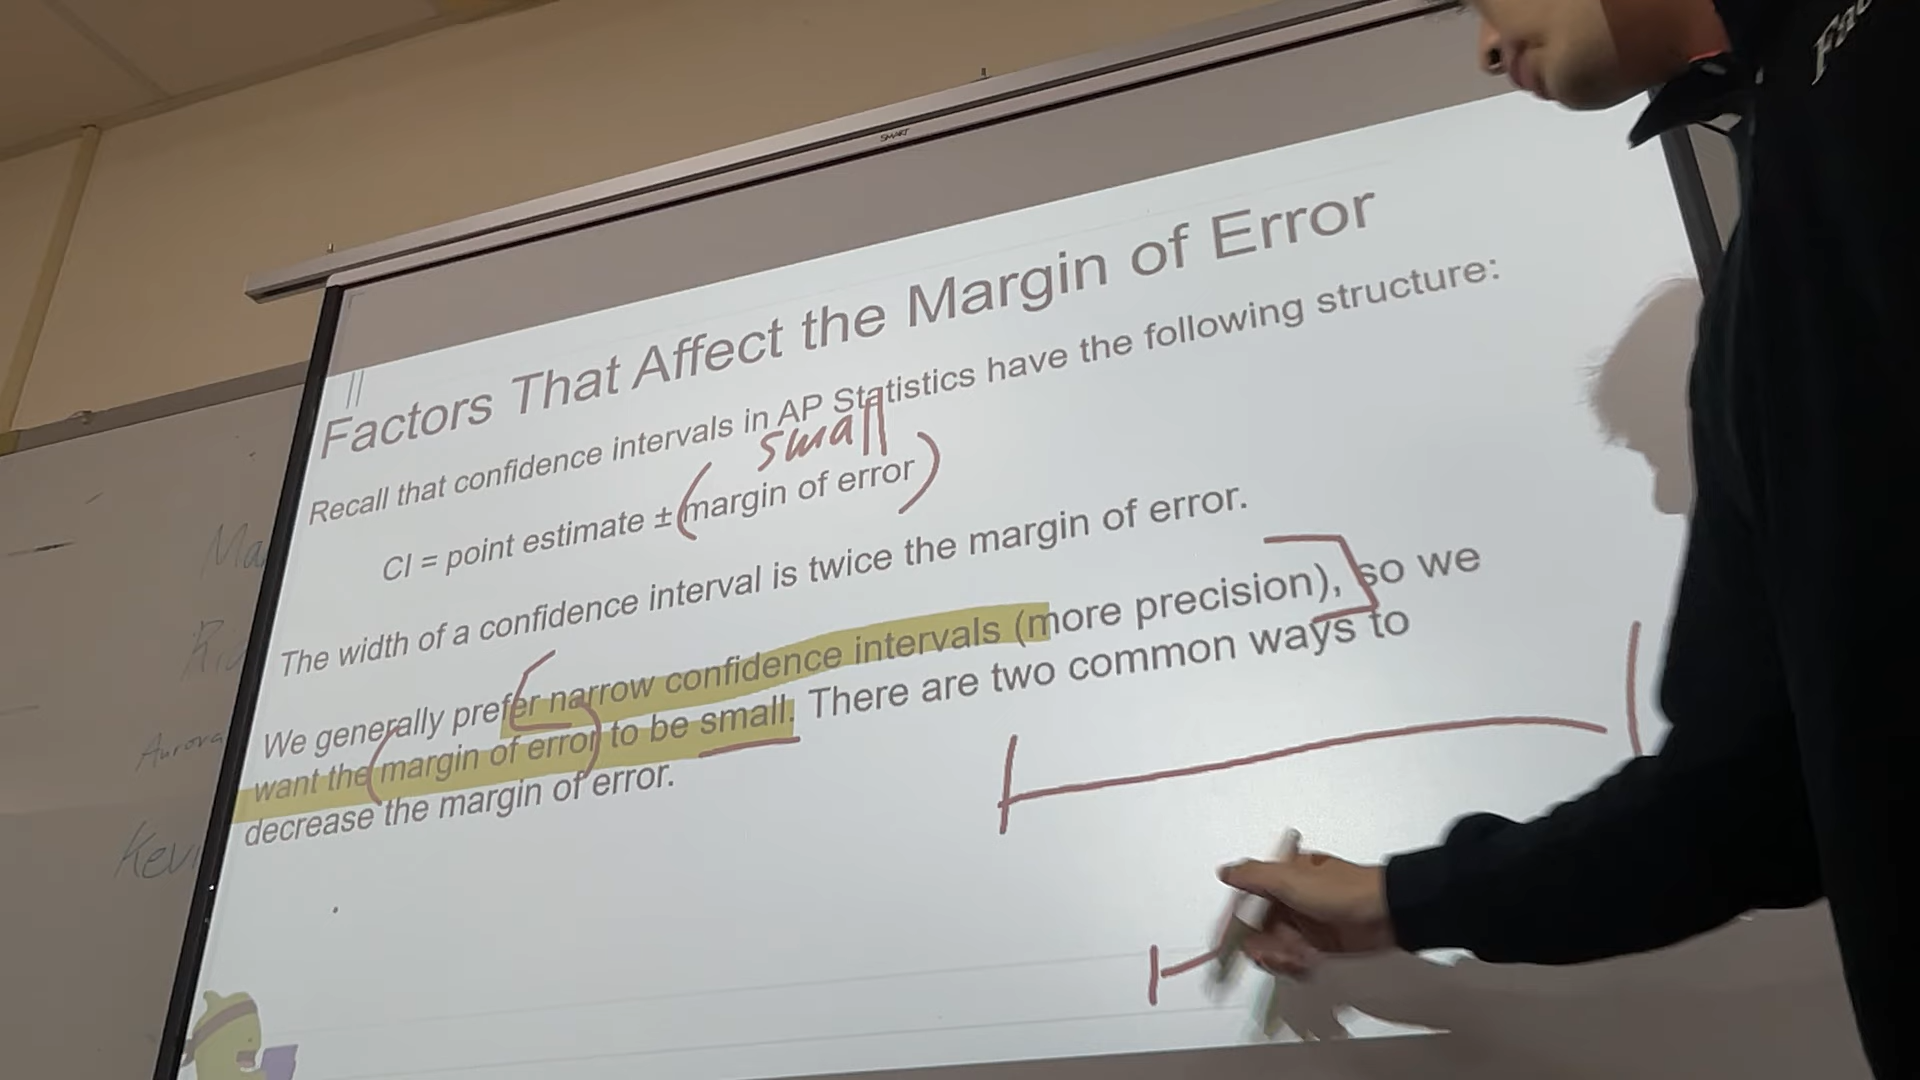 SMART
Factors That Affect the Margin of Error
Recall that confidence intervals in AP Statistics have the following structure:
small
CI = point estimate ± (margin of error)
The width of a confidence interval is twice the margin of error.
We generally prefer narrow confidence intervals (more precision), so we
want the (margin of error) to be small. There are two common ways to
decrease the margin of error.
Aurora